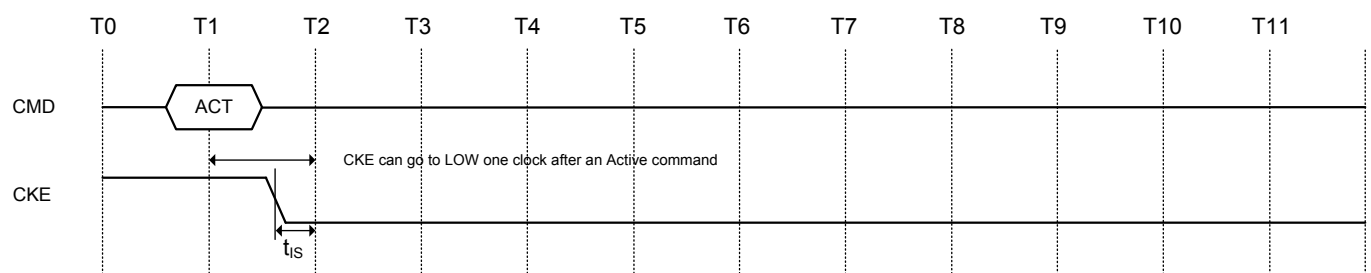 T0 T1 T2 T3 T4 T5 T6 T7 T8 T9 T10 T11
CMD
ACT
CKE can go to LOW one clock after an Active command
CKE
tIS